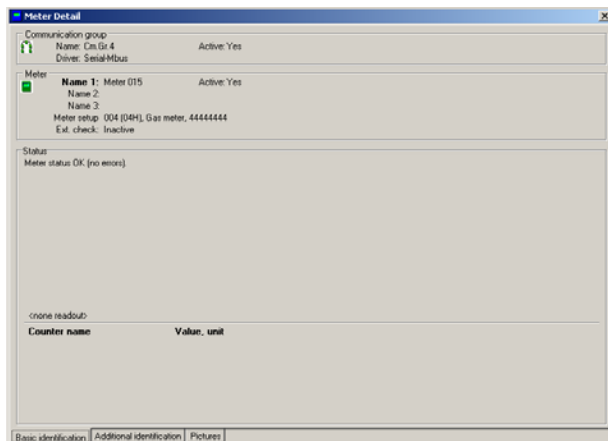 Meter Detail
Communication group
Name: Cm.Gr.4 Active: Yes
Driver: Serial-Mbus
Meter
Name 1: Meter 015 Active: Yes
Name 2:
Name 3:
Meter setup 004 (04H), Gas meter, 44444444
Ext. check: Inactive
Status
Meter status OK (no errors).
<none readout>
Counter name Value, unit
Basic identification Additional identification Pictures